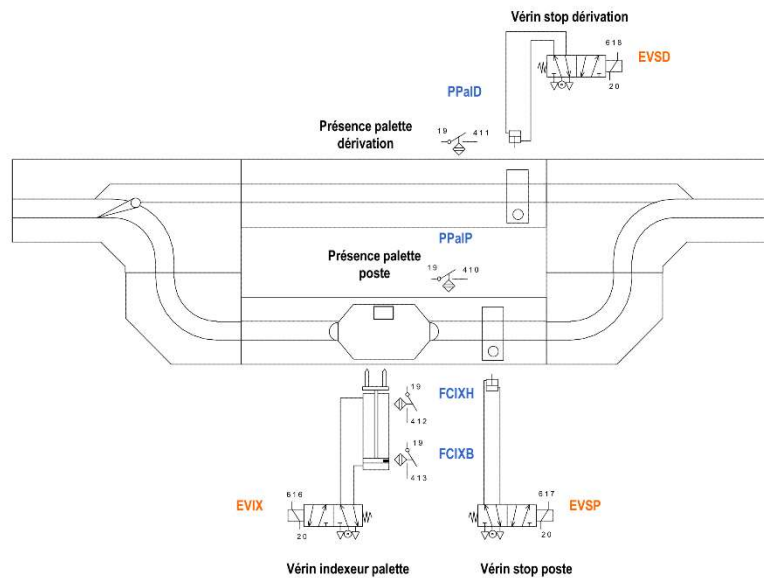 Vérin stop dérivation
618
EVSD
20
PPalD
Présence palette
dérivation
19 411
PPalP
Présence palette
poste
19 410
19
FCIXH
412
19
FCIXB
413
EVIX
616
20
617
EVSP
20
Vérin indexeur palette
Vérin stop poste